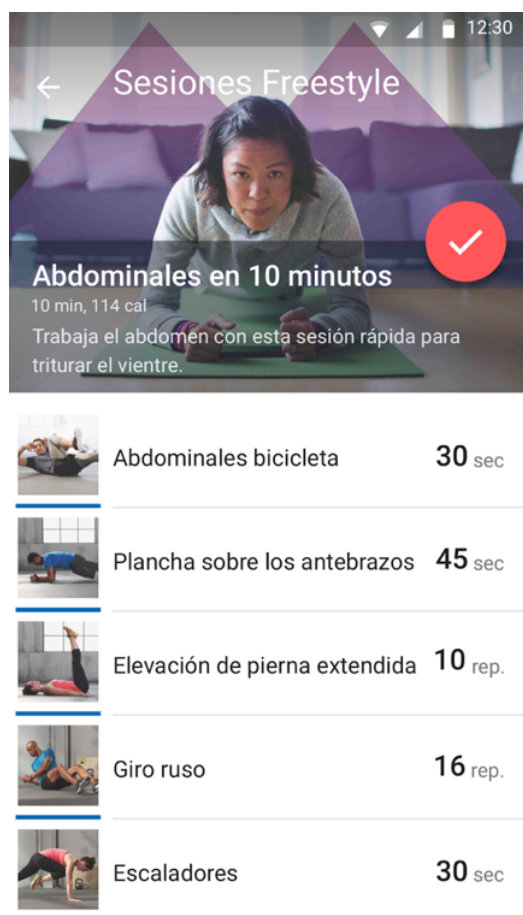 12:30
Sesiones Freestyle
Abdominales en 10 minutos
10 min, 114 cal
Trabaja el abdomen con esta sesión rápida para
triturar el vientre.
Abdominales bicicleta 30 sec
Plancha sobre los antebrazos 45 sec
Elevación de pierna extendida 10 rep.
Giro ruso 16 rep.
Escaladores 30 sec